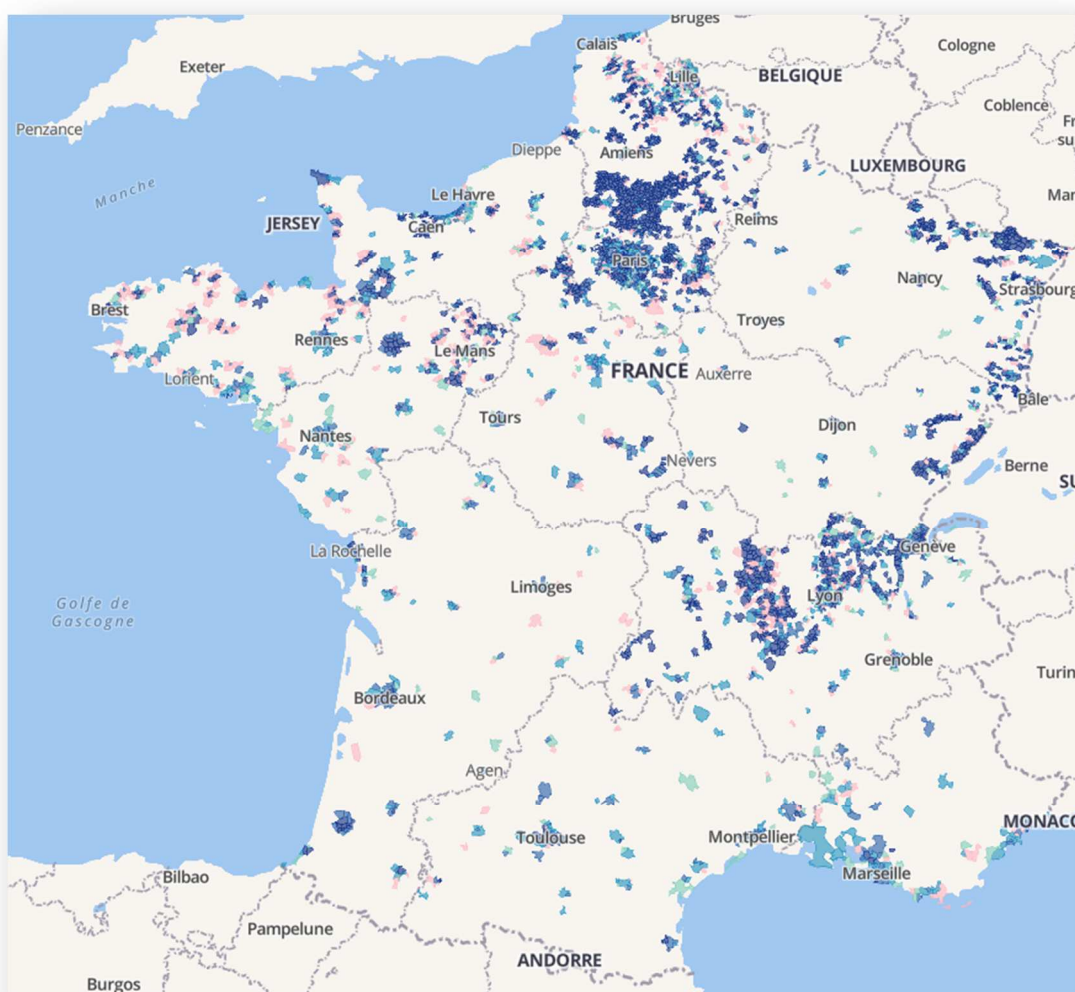 Bruges
Calais
Cologne
Exeter
Lille
BELGIQUE
Coblence
Penzance
Dieppe
Amiens
LUXEMBOURG
Manche
Le Havre
JERSEY
Caen
Reims
Paris
Nancy
Strasbourg
Brest
Rennes
Troyes
Le Mans
FRANCE
Auxerre
Lorient
Bâle
Tours
Dijon
Nantes
Nevers
Berne
La Rochelle
Genève
Limoges
Lyon
Golfe de
Gascogne
Grenoble
Bordeaux
Agen
Toulouse
Montpellier
Marseille
Bilbao
Pampelune
ANDORRE
Burgos